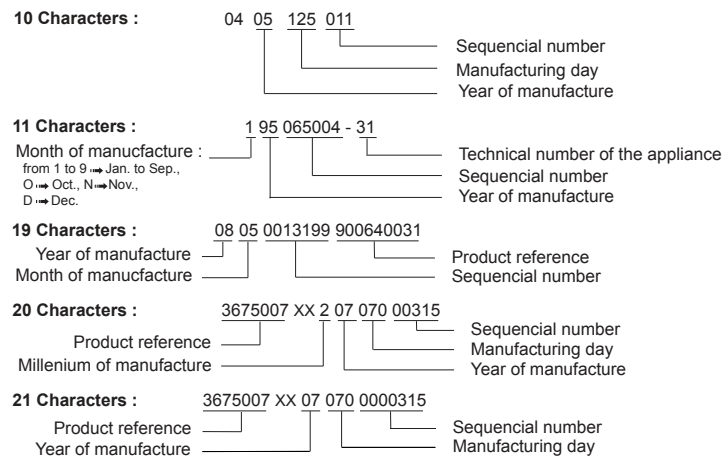 10 Characters : 04 05 125 011
Sequencial number
Manufacturing day
Year of manufacture
11 Characters : 1 95 065004 - 31
Month of manucfacture :
from 1 to 9 ➟ Jan. to Sep.,
O ➟ Oct., N ➟ Nov.,
D ➟ Dec.
Technical number of the appliance
Sequencial number
Year of manufacture
19 Characters : 08 05 0013199 900640031
Year of manufacture
Month of manucfacture
Product reference
Sequencial number
20 Characters : 3675007 XX 2 07 070 00315
Product reference
Millenium of manufacture
Sequencial number
Manufacturing day
Year of manufacture
21 Characters : 3675007 XX 07 070 0000315
Product reference
Year of manufacture
Sequencial number
Manufacturing day